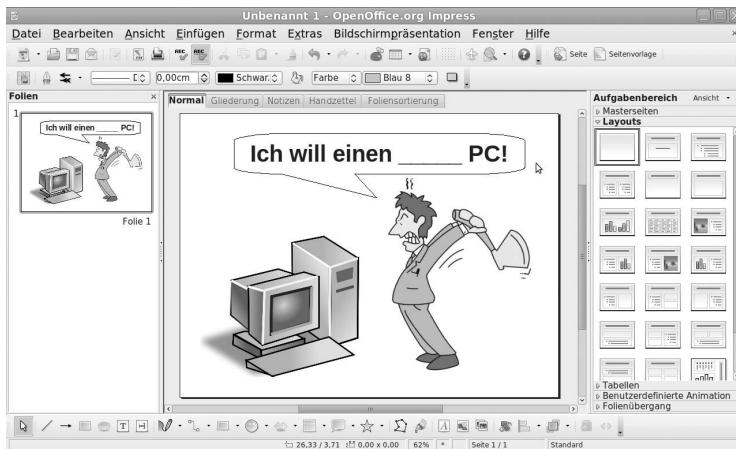 Unbenannt 1 - OpenOffice.org Impress
Datei Bearbeiten Ansicht Einfügen Format Extras Bildschirmpräsentation Fenster Hilfe
Seite Seitenvorlage
0,00cm Schwarz Farbe Blau 8
Folien
Normal Gliederung Notizen Handzettel Foliensortierung
Aufgabenbereich Ansicht
Masterseiten
Layouts
1
Ich will einen _____ PC!
Folie 1
Ich will einen _____ PC!
Tabellen
Benutzerdefinierte Animation
Folienübergang
26,33 / 3,71 0,00 x 0,00 62% * Seite 1 / 1 Standard